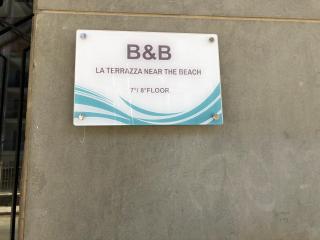 B&B
LA TERRAZZA NEAR THE BEACH
7°/ 8°FLOOR